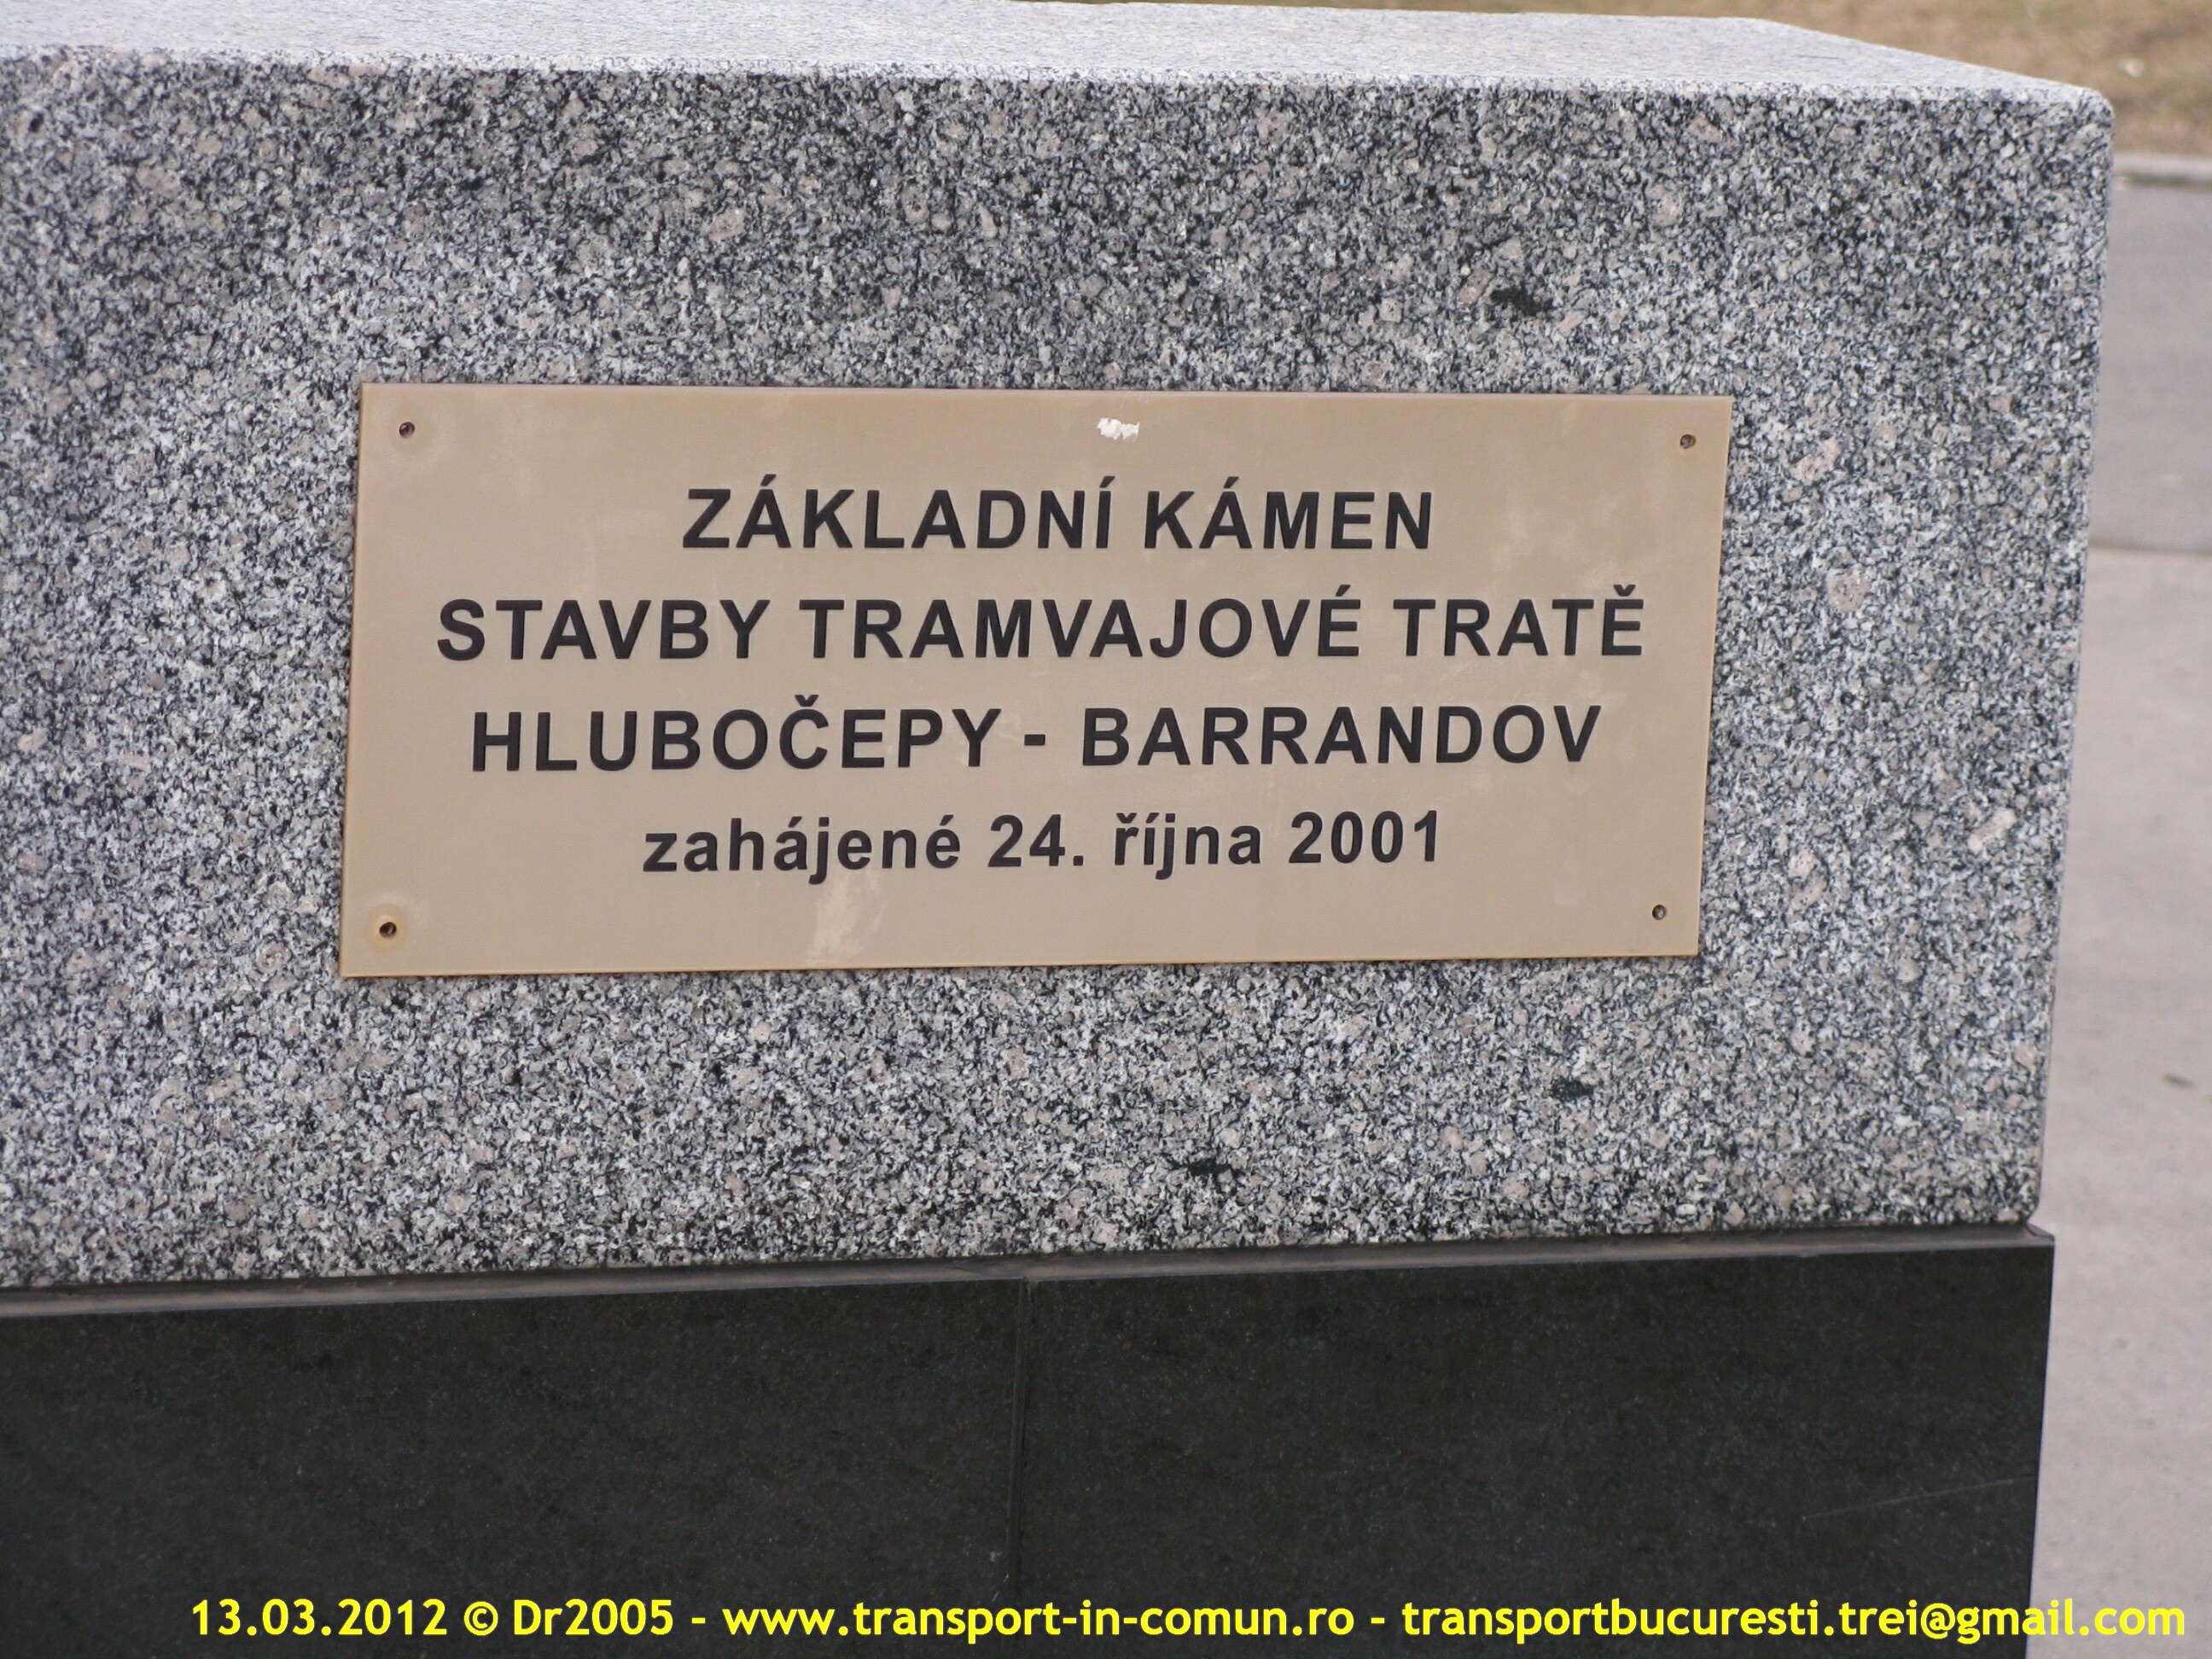 ZÁKLADNÍ KÁMEN
STAVBY TRAMVAJOVÉ TRATĚ
HLUBOČEPY - BARRANDOV
zahájené 24. října 2001
13.03.2012 © Dr2005 - www.transport-in-comun.ro - transportbucuresti.trei@gmail.com